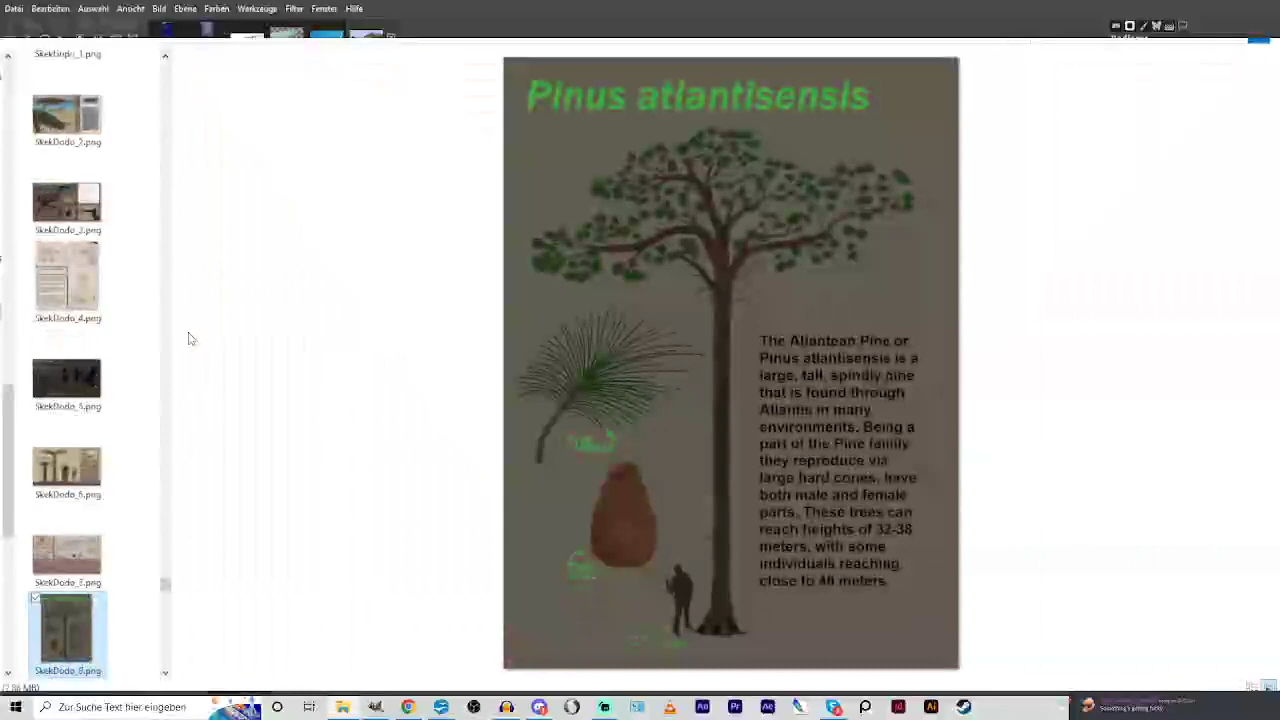 Datei Bearbeiten Auswahl Ansicht Bild Ebene Farben Werkzeuge Filter Fenster Hilfe
SkekDodo_1.png
SkekDodo_2.png
SkekDodo_3.png
SkekDodo_4.png
SkekDodo_5.png
SkekDodo_6.png
SkekDodo_7.png
SkekDodo_8.png
Pinus atlantisensis
The Atlantean Pine or
Pinus atlantisensis is a
large, tall, spindly pine
that is found through
Atlantis in many
environments. Being a
part of the Pine family
they reproduce via
large hard cones, have
both male and female
parts. These trees can
reach heights of 32-38
meters, with some
individuals reaching
close to 40 meters
Zur Suche Text hier eingeben